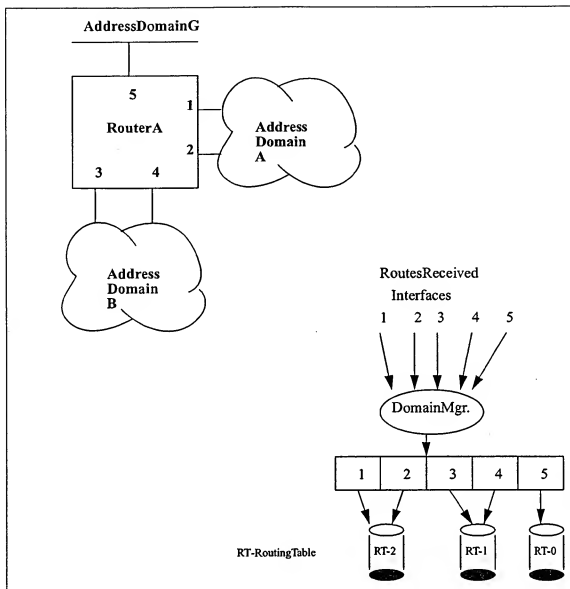 AddressDomainG
5
1
RouterA
2
3 4
Address
Domain
A
Address
Domain
B
RoutesReceived
Interfaces
1 2 3 4 5
DomainMgr.
1 2 3 4 5
RT-RoutingTable
RT-2 RT-1 RT-0